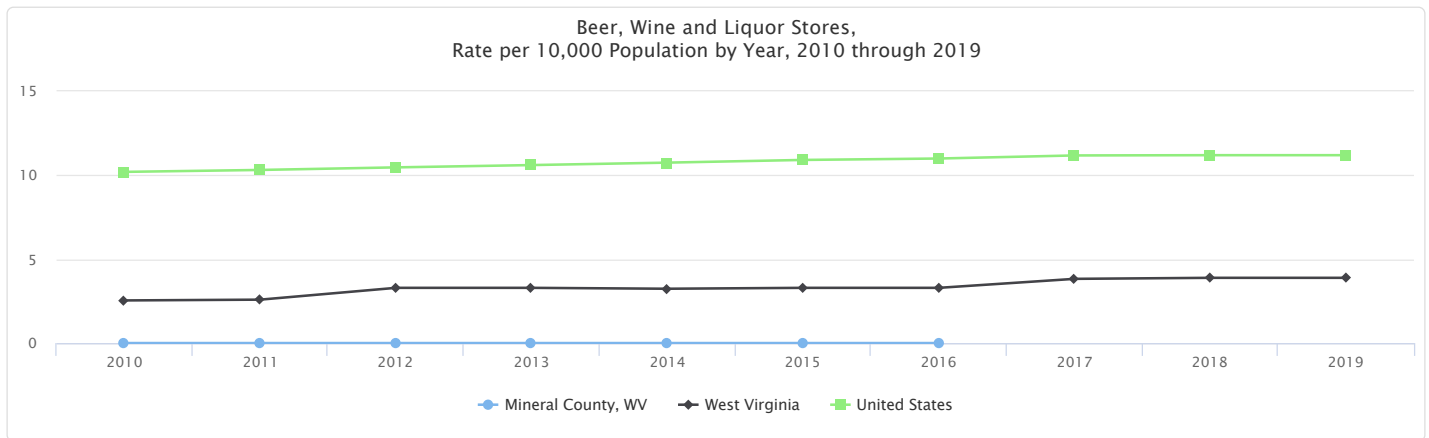 Beer, Wine and Liquor Stores,
Rate per 10,000 Population by Year, 2010 through 2019
15
10
5
0
2010 2011 2012 2013 2014 2015 2016 2017 2018 2019
Mineral County, WV West Virginia United States